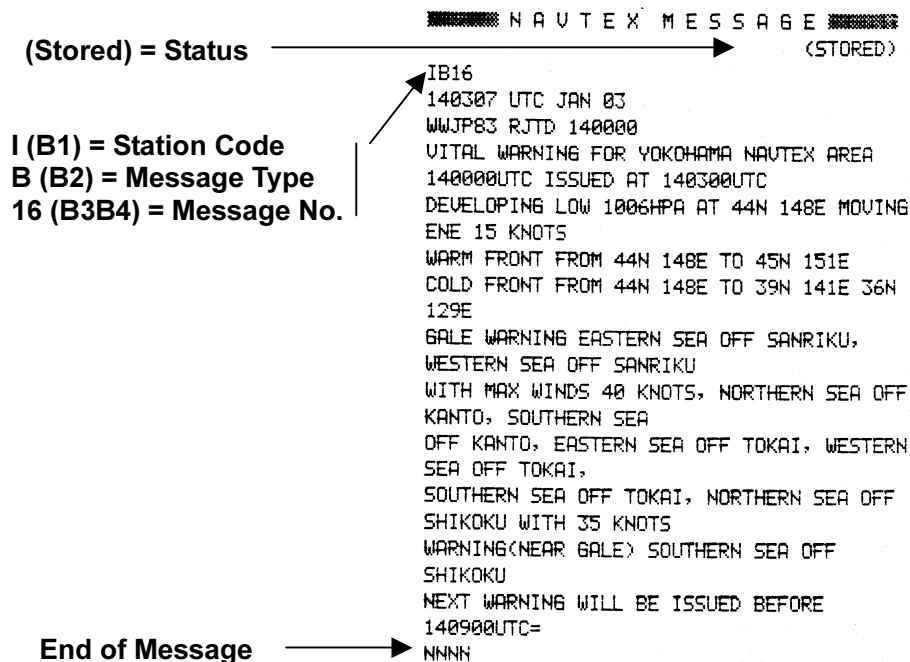 NAVTEX MESSAGE
(Stored) = Status
(STORED)
IB16
140307 UTC JAN 03
WWJP83 RJTD 140000
I (B1) = Station Code
B (B2) = Message Type
16 (B3B4) = Message No.
VITAL WARNING FOR YOKOHAMA NAVTEX AREA
140000UTC ISSUED AT 140300UTC
DEVELOPING LOW 1006HPA AT 44N 148E MOVING
ENE 15 KNOTS
WARM FRONT FROM 44N 148E TO 45N 151E
COLD FRONT FROM 44N 148E TO 39N 141E 36N
129E
GALE WARNING EASTERN SEA OFF SANRIKU,
WESTERN SEA OFF SANRIKU
WITH MAX WINDS 40 KNOTS, NORTHERN SEA OFF
KANTO, SOUTHERN SEA
OFF KANTO, EASTERN SEA OFF TOKAI, WESTERN
SEA OFF TOKAI,
SOUTHERN SEA OFF TOKAI, NORTHERN SEA OFF
SHIKOKU WITH 35 KNOTS
WARNING(NEAR GALE) SOUTHERN SEA OFF
SHIKOKU
NEXT WARNING WILL BE ISSUED BEFORE
140900UTC=
End of Message
NNNN